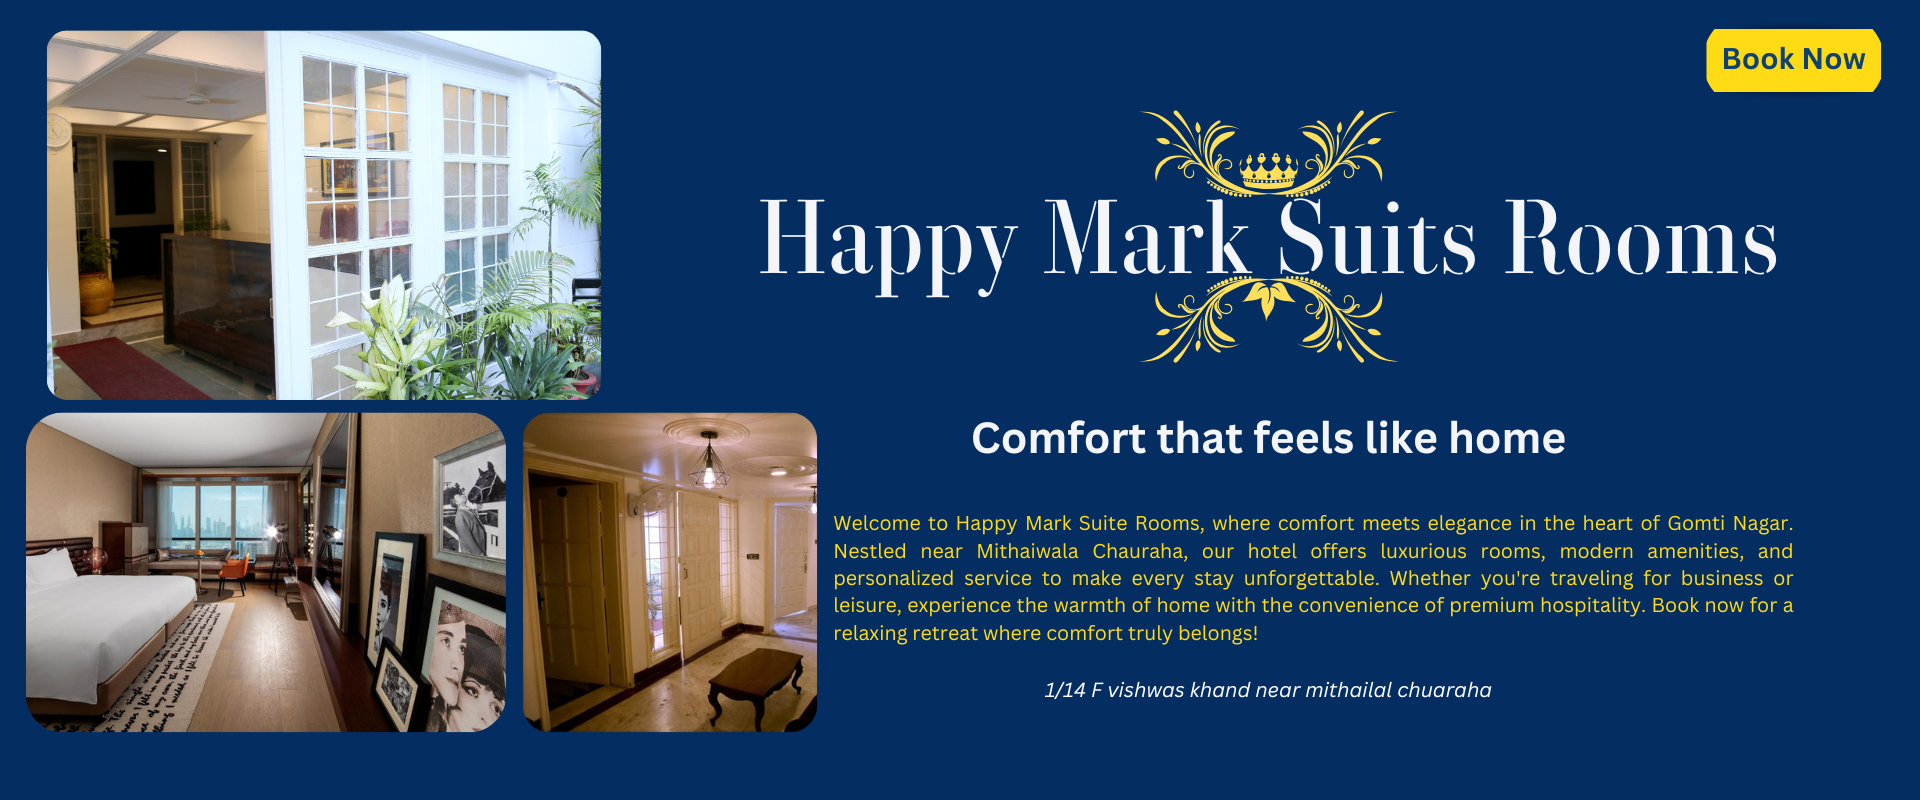 Book Now
Happy Mark Suits Rooms
Comfort that feels like home
Welcome to Happy Mark Suite Rooms, where comfort meets elegance in the heart of Gomti Nagar.
Nestled near Mithaiwala Chauraha, our hotel offers luxurious rooms, modern amenities, and
personalized service to make every stay unforgettable. Whether you're traveling for business or
leisure, experience the warmth of home with the convenience of premium hospitality. Book now for a
relaxing retreat where comfort truly belongs!
1/14 F vishwas khand near mithailal chuaraha